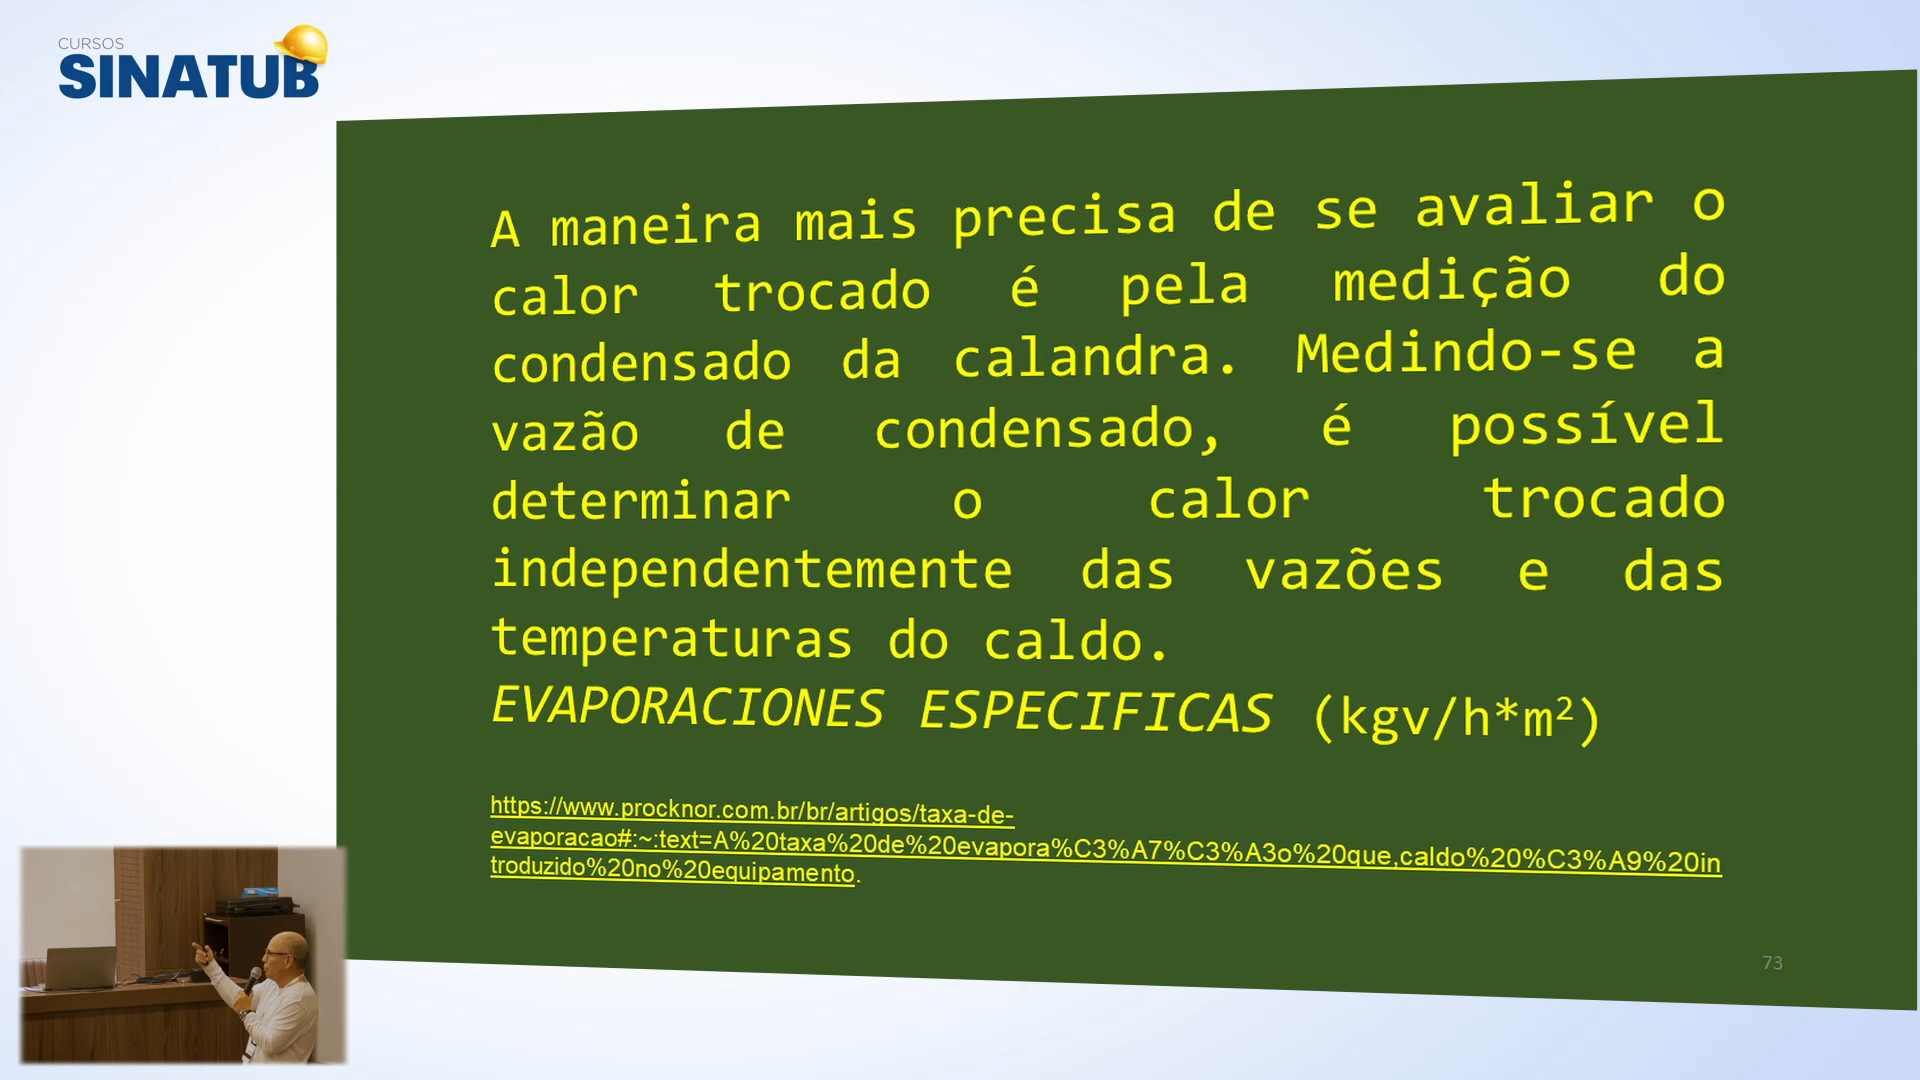 CURSOS
SINATUB
A maneira mais precisa de se avaliar o
calor trocado é pela medição do
condensado da calandra. Medindo-se a
vazão de condensado, é possível
determinar o calor trocado
independentemente das vazões e das
temperaturas do caldo.
EVAPORACIONES ESPECIFICAS (kgv/h*m²)
https://www.procknor.com.br/br/artigos/taxa-de-
evaporacao#:~:text=A%20taxa%20de%20evapora%C3%A7%C3%A3o%20que,caldo%20%C3%A9%20in
troduzido%20no%20equipamento.
73